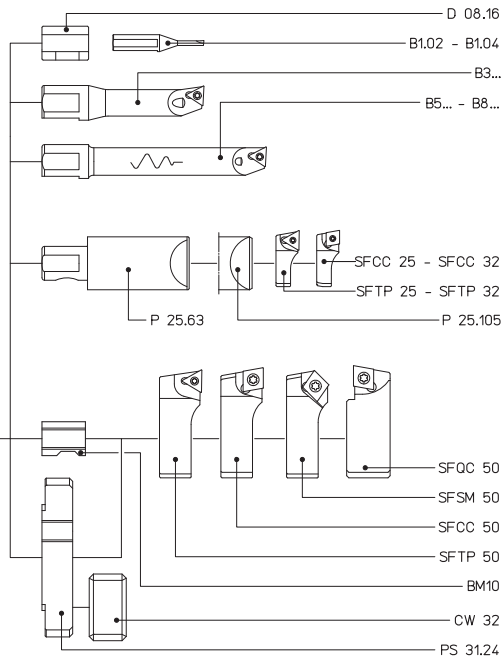 D 08.16
B1.02 - B1.04
B3...
B5... - B8...
SFCC 25 - SFCC 32
SFTP 25 - SFTP 32
P 25.63
P 25.105
SFQC 50
SFSM 50
SFCC 50
SFTP 50
BM10
CW 32
PS 31.24